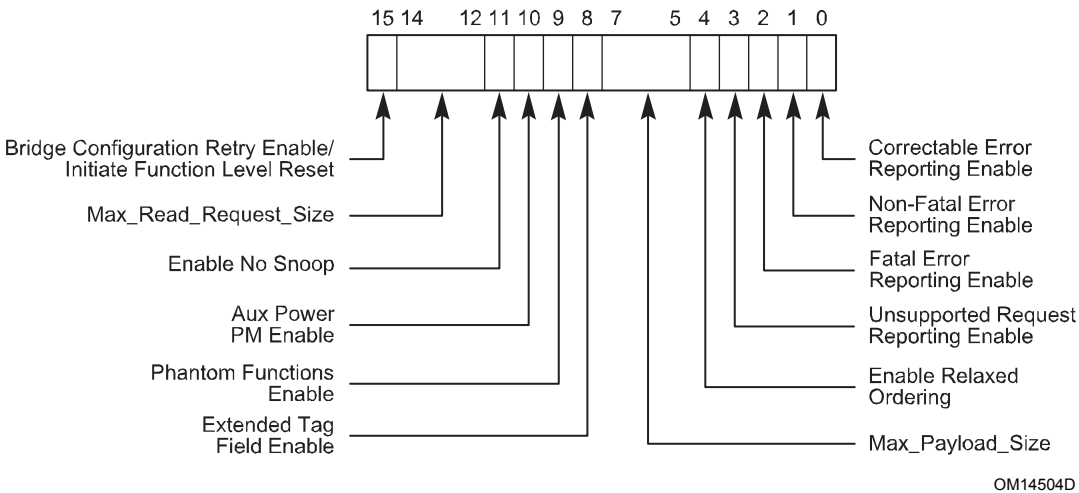 15 14 12 11 10 9 8 7 5 4 3 2 1 0
Bridge Configuration Retry Enable/
Initiate Function Level Reset
Max_Read_Request_Size
Enable No Snoop
Aux Power
PM Enable
Phantom Functions
Enable
Extended Tag
Field Enable
Correctable Error
Reporting Enable
Non-Fatal Error
Reporting Enable
Fatal Error
Reporting Enable
Unsupported Request
Reporting Enable
Enable Relaxed
Ordering
Max_Payload_Size
OM14504D